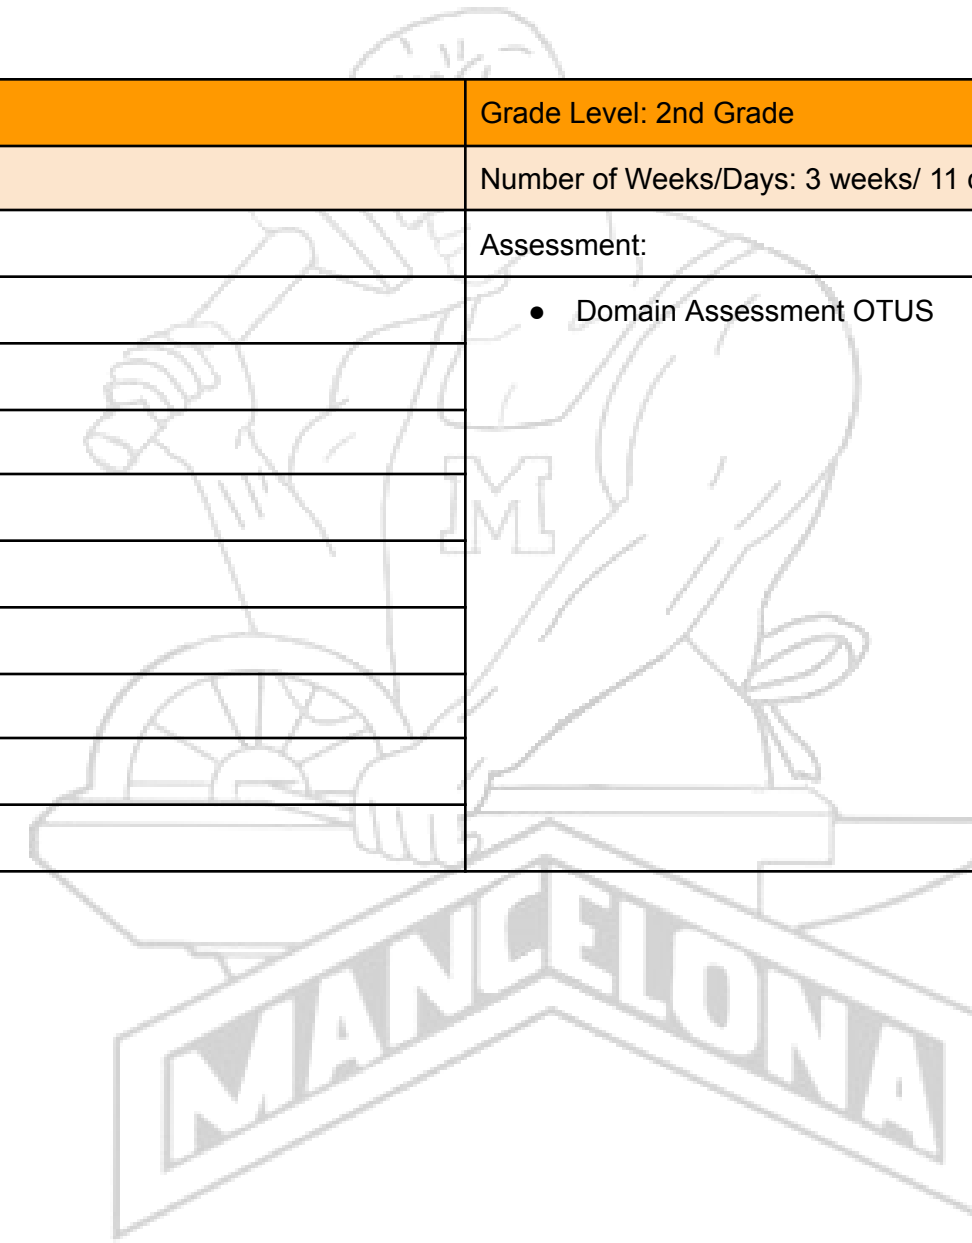 Grade Level: 2nd Grade
Number of Weeks/Days: 3 weeks/ 11
Assessment:
● Domain Assessment OTUS
M
MANCELONA